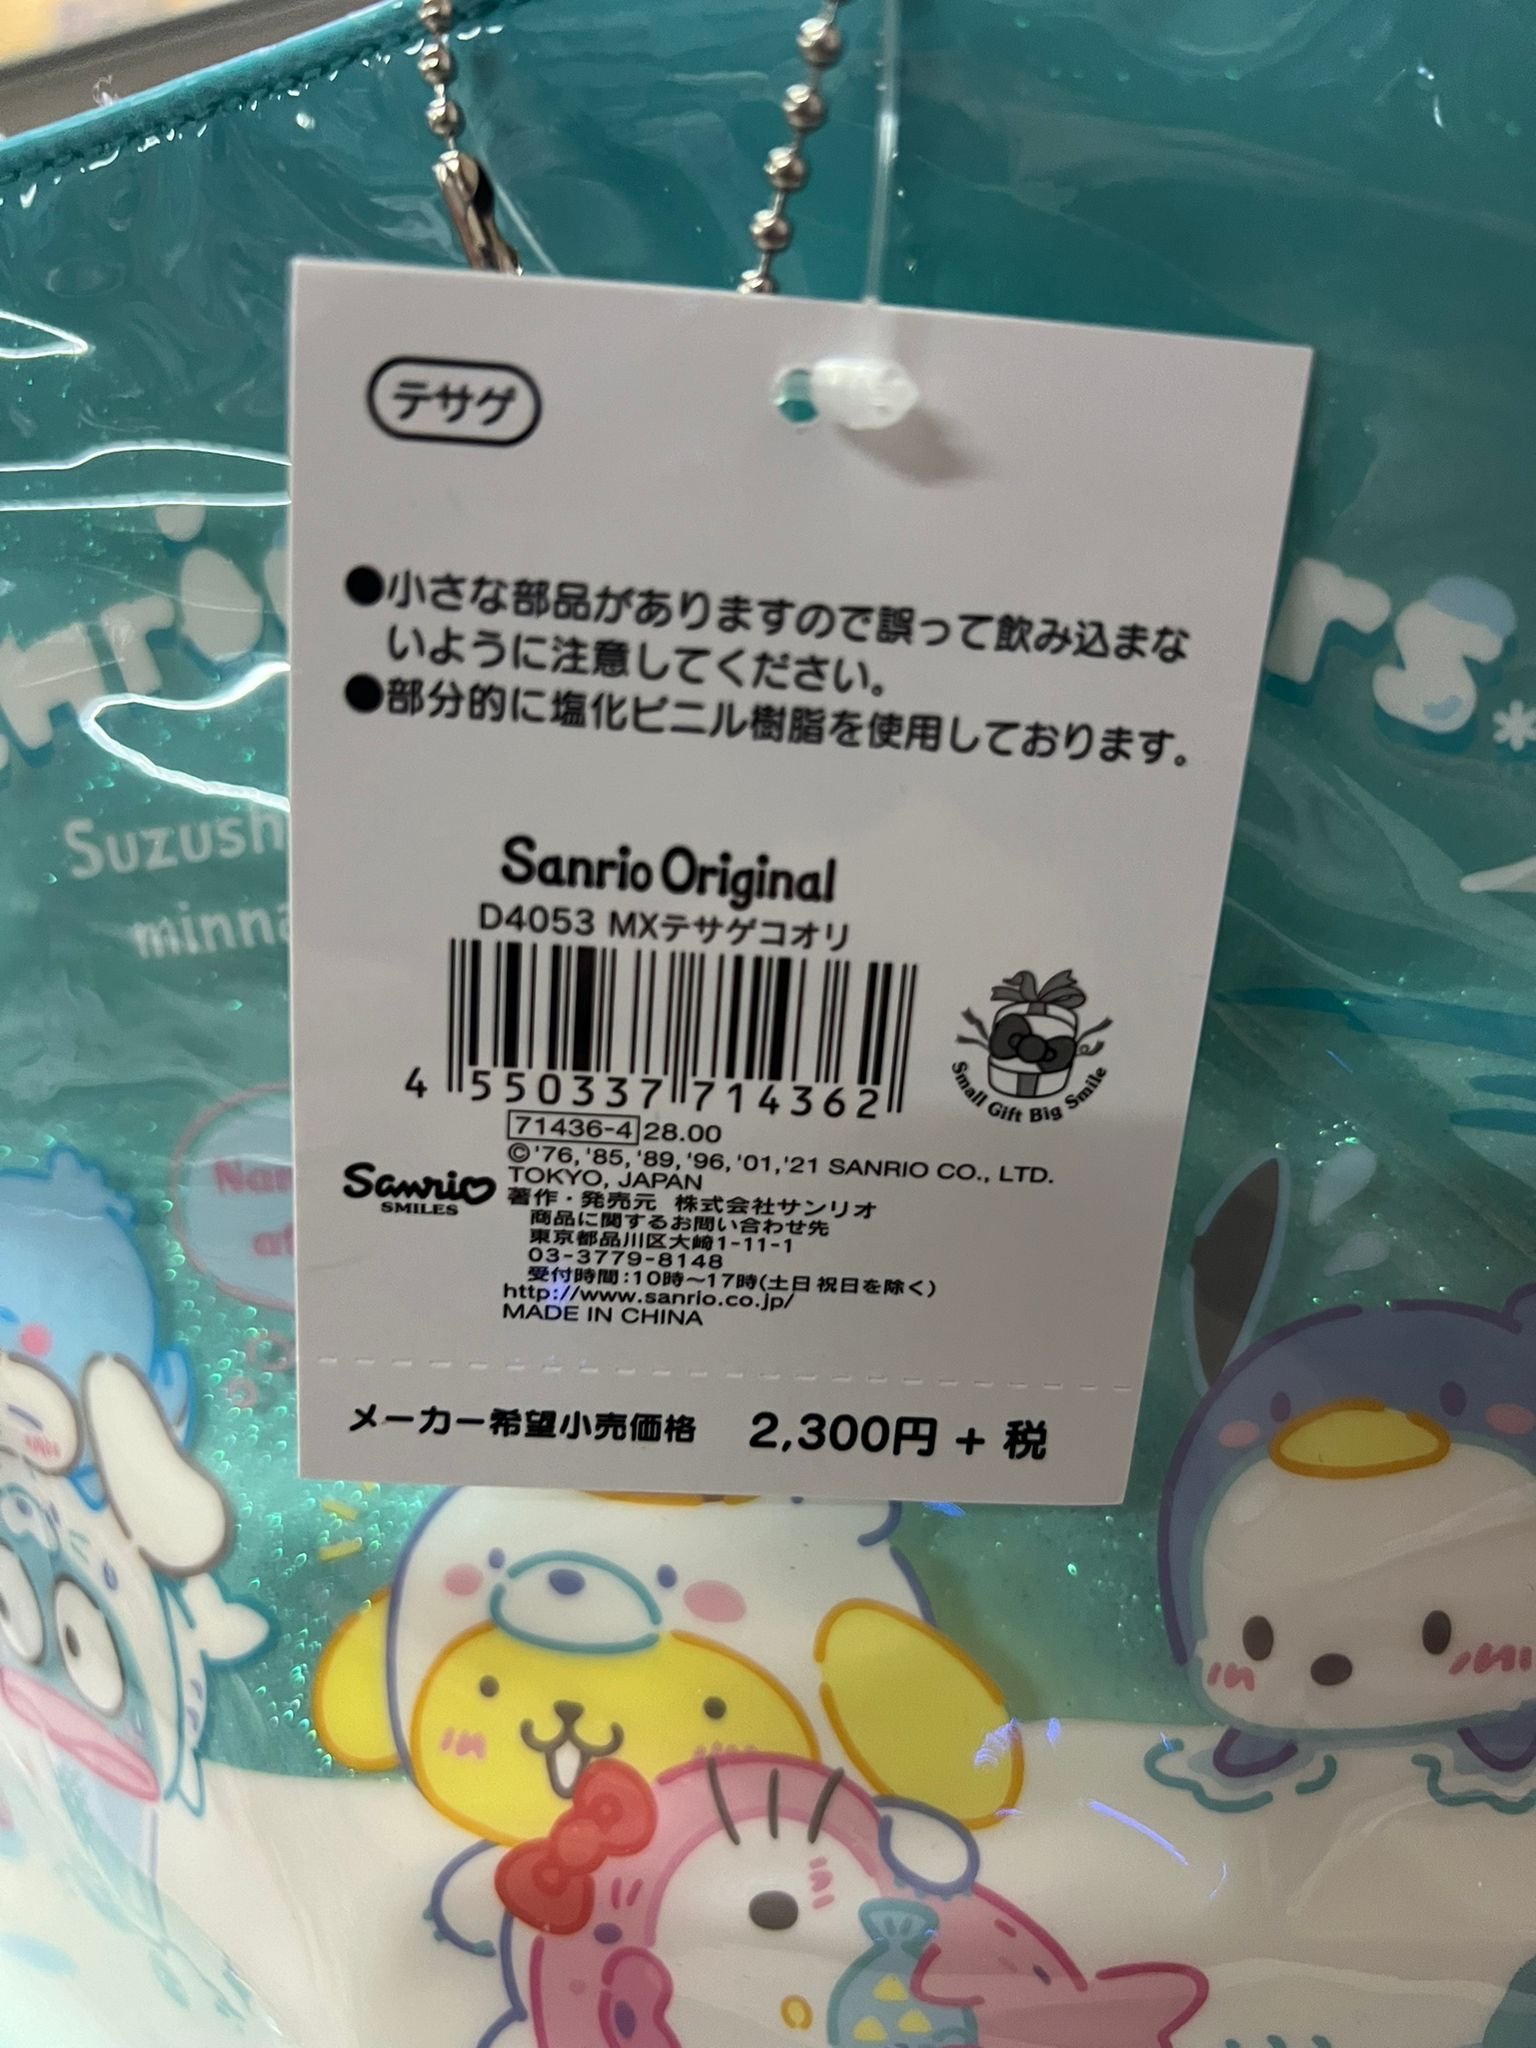 テサゲ
●小さな部品がありますので誤って飲み込まな
いように注意してください。
●部分的に塩化ビニル樹脂を使用しております。
Sanrio Original
D4053 MXテサゲコオリ
4 550337 714362
Small Gift Big Smile
71436-4 28.00
©'76,'85,'89,'96,'01,'21 SANRIO CO., LTD.
TOKYO, JAPAN
Sanrio
SMILES
著作・発売元 株式会社サンリオ
商品に関するお問い合わせ先
東京都品川区大崎1-11-1
03-3779-8148
受付時間:10時〜17時(土日祝日を除く)
http://www.sanrio.co.jp/
MADE IN CHINA
メーカー希望小売価格 2,300円 + 税